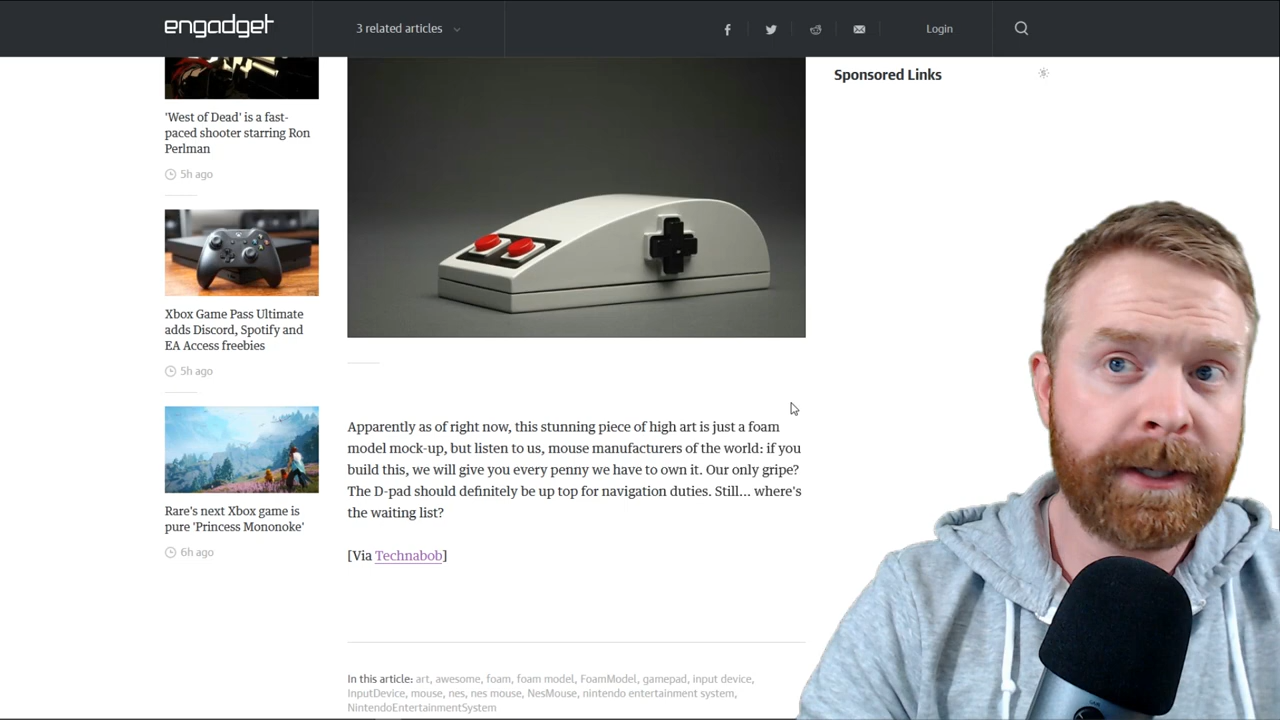 engadget
3 related articles
Login
'West of Dead' is a fast-
paced shooter starring Ron
Perlman
5h ago
Xbox Game Pass Ultimate
adds Discord, Spotify and
EA Access freebies
5h ago
Rare's next Xbox game is
pure 'Princess Mononoke'
6h ago
Sponsored Links
Apparently as of right now, this stunning piece of high art is just a foam
model mock-up, but listen to us, mouse manufacturers of the world: if you
build this, we will give you every penny we have to own it. Our only gripe?
The D-pad should definitely be up top for navigation duties. Still... where's
the waiting list?
[Via Technabob]
In this article: art, awesome, foam, foam model, FoamModel, gamepad, input device,
InputDevice, mouse, nes, nes mouse, NesMouse, nintendo entertainment system,
NintendoEntertainmentSystem